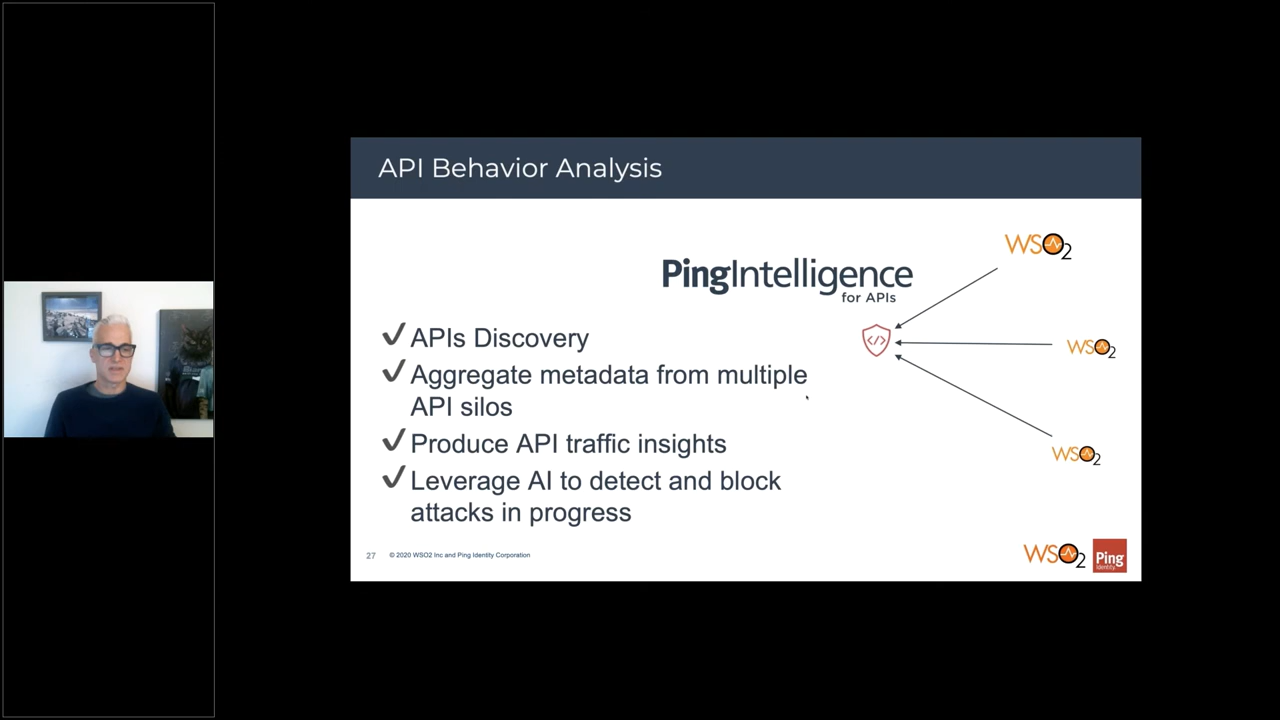 API Behavior Analysis
WSO2
PingIntelligence
for APIs
✔ APIs Discovery
</>
WSO2
✔ Aggregate metadata from multiple
API silos
✔ Produce API traffic insights
WSO2
✔ Leverage AI to detect and block
attacks in progress
27 © 2020 WSO2 Inc and Ping Identity Corporation
WSO2
Ping
Identity